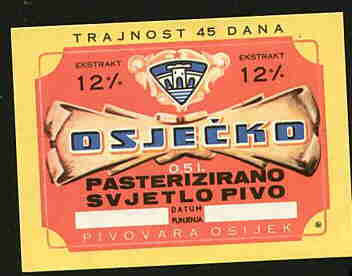 TRAJNOST 45 DANA
EKSTRAKT EKSTRAKT
12% 12%
OSJEČKO
0 5 l.
PASTERIZIRANO
SVJETLO PIVO
DATUM
PUNJENJA
PIVOVARA OSIJEK